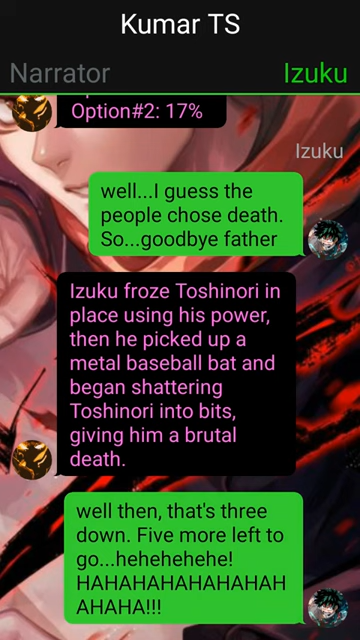 Kumar TS
Narrator
Izuku
Option#2: 17%
Izuku
well...I guess the
people chose death.
So...goodbye father
Izuku froze Toshinori in
place using his power,
then he picked up a
metal baseball bat and
began shattering
Toshinori into bits,
giving him a brutal
death.
well then, that's three
down. Five more left to
go...hehehehehe!
HAHAHAHAHAHAHAH
AHAHA!!!